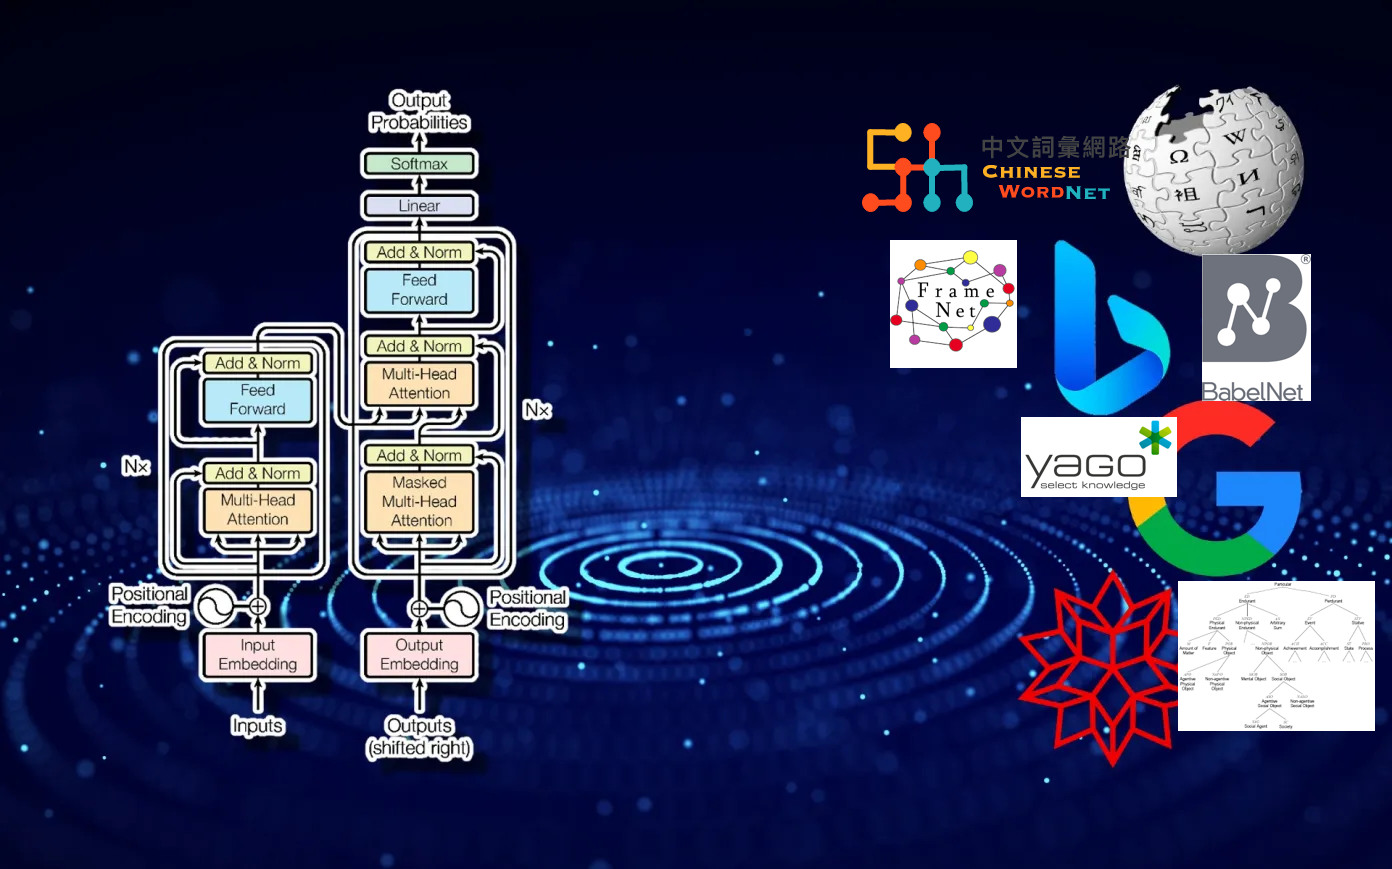 Output
Probabilities
Softmax
Linear
Add & Norm
Feed
Forward
Add & Norm
Multi-Head
Attention
Add & Norm
Masked
Multi-Head
Attention
N×
Add & Norm
Feed
Forward
N×
Add & Norm
Multi-Head
Attention
Positional
Encoding
Positional
Encoding
Input
Embedding
Output
Embedding
Inputs
Outputs
(shifted right)
中文詞彙網路
CHINESE
WORDNET
Ω
W
И
祖
Frame
Net
®
BabelNet
yago
select knowledge
Particular
Endurant
Perdurant
Physical
Endurant
Non-physical
Endurant
Arbitrary
Sum
Event
Stative
Amount of
Matter
Feature
Physical
Object
Non-physical
Object
Achievement
Accomplishment
State
Process
Agentive
Physical
Object
Non-agentive
Physical
Object
Mental Object
Social Object
Agentive
Social Object
Non-agentive
Social Object
Social Agent
Society